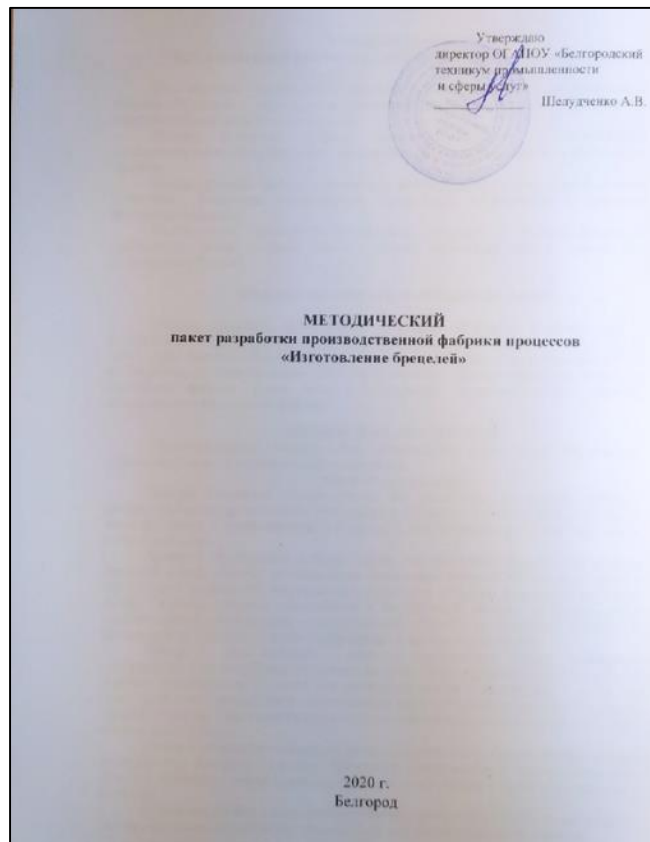 Утверждаю
директор ОГАПОУ «Белгородский
техникум промышленности
и сферы услуг»
Шелудченко А.В.
МЕТОДИЧЕСКИЙ
пакет разработки производственной фабрики процессов
«Изготовление брецелей»
2020 г.
Белгород